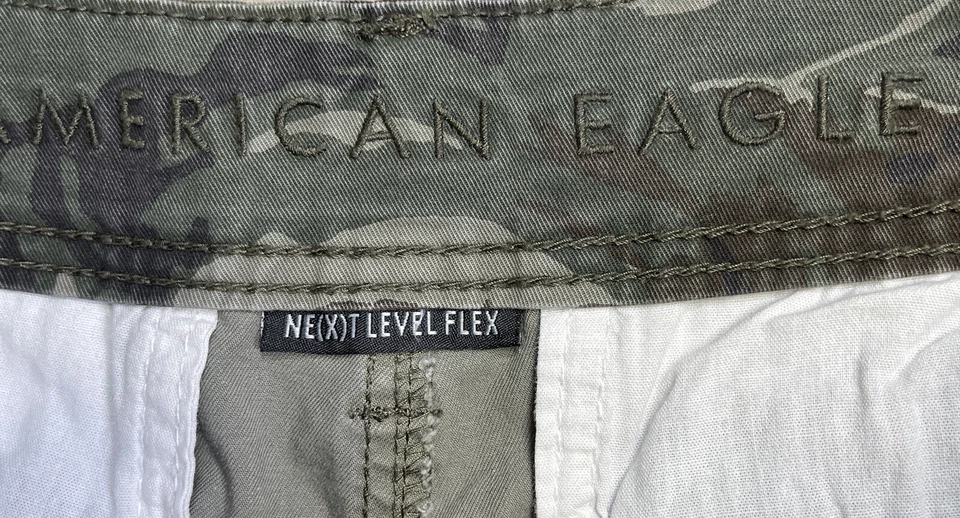 AMERICAN EAGLE
NE(X)T LEVEL FLEX